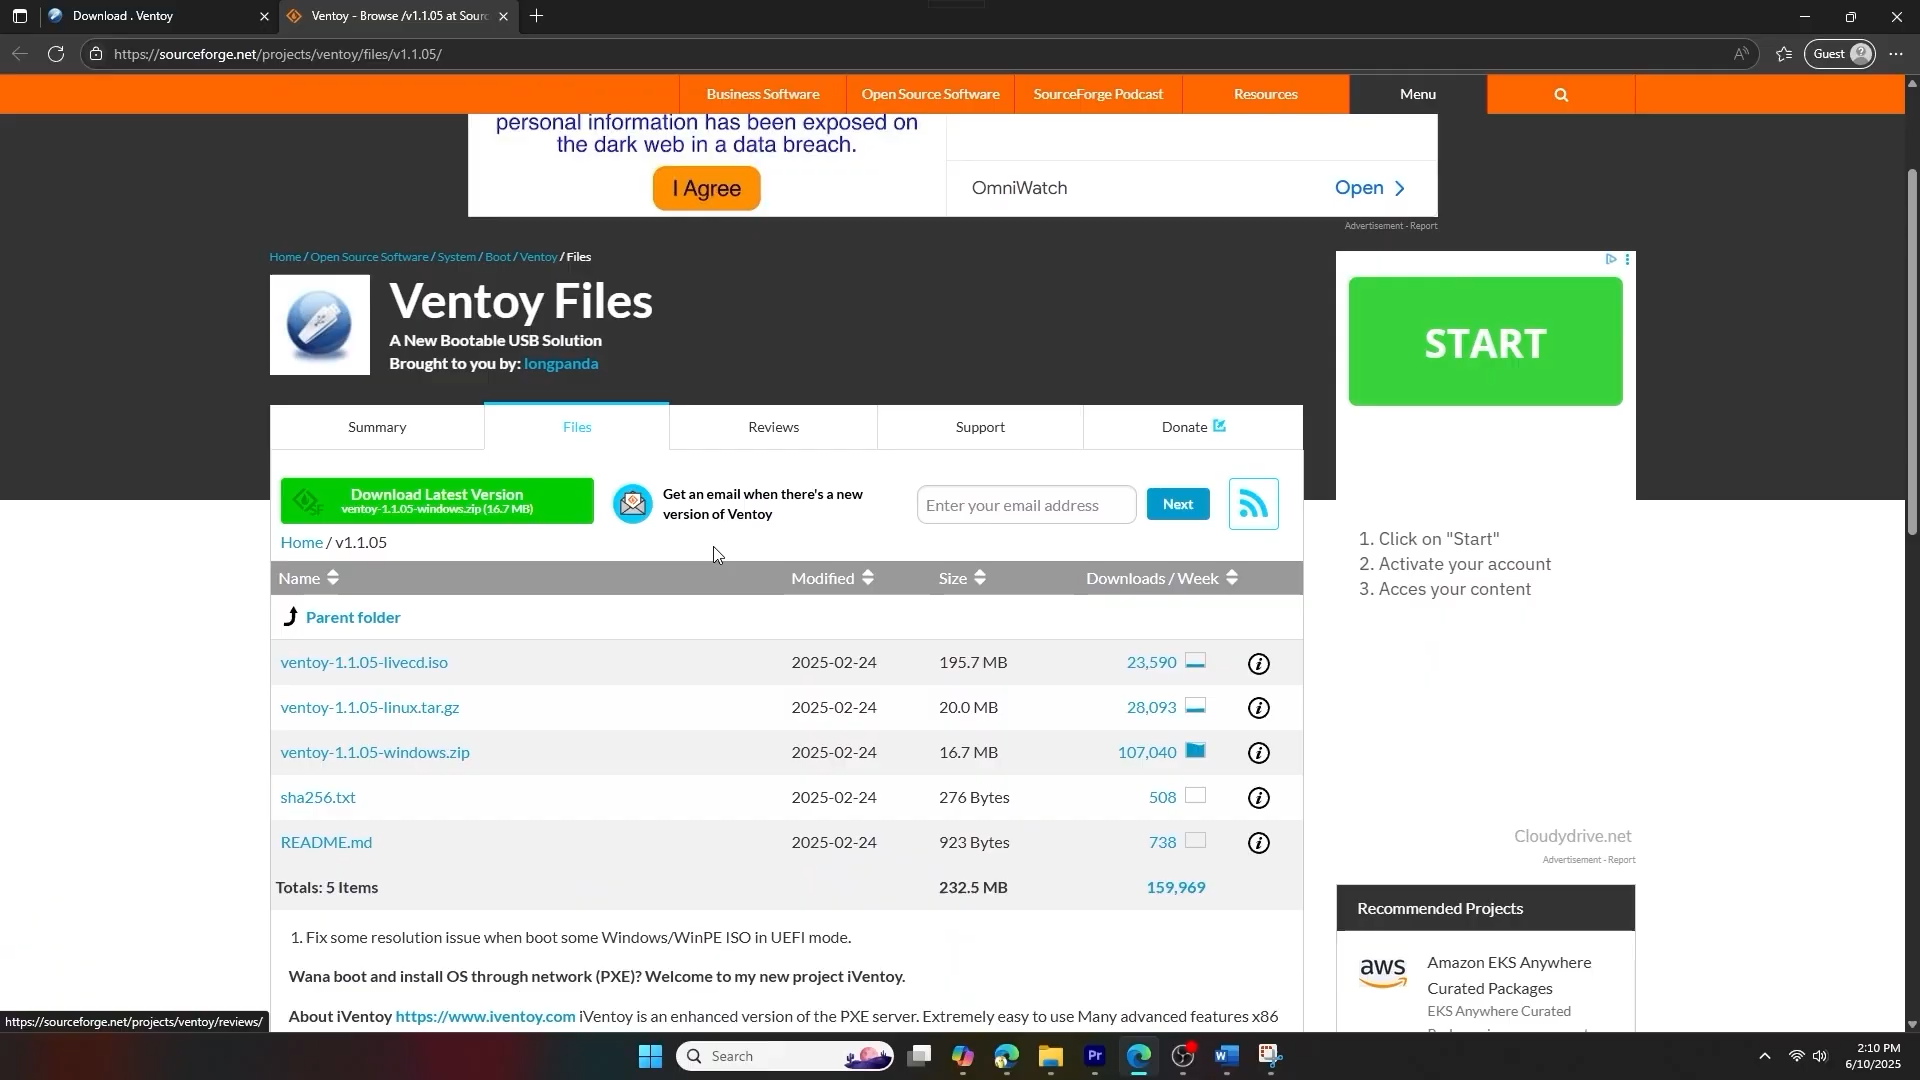 Download . Ventoy
Ventoy - Browse /v1.1.05 at Sourc
https://sourceforge.net/projects/ventoy/files/v1.1.05/
Guest
Business Software
Open Source Software
SourceForge Podcast
Resources
Menu
personal information has been exposed on
the dark web in a data breach.
I Agree
OmniWatch
Open
Advertisement - Report
Home / Open Source Software / System / Boot / Ventoy / Files
Ventoy Files
A New Bootable USB Solution
Brought to you by: longpanda
START
Summary
Files
Reviews
Support
Donate
Download Latest Version
ventoy-1.1.05-windows.zip (16.7 MB)
Get an email when there's a new
version of Ventoy
Enter your email address
Next
Home / v1.1.05
1. Click on "Start"
2. Activate your account
3. Acces your content
Name Modified Size Downloads / Week
Parent folder
ventoy-1.1.05-livecd.iso 2025-02-24 195.7 MB 23,590
ventoy-1.1.05-linux.tar.gz 2025-02-24 20.0 MB 28,093
ventoy-1.1.05-windows.zip 2025-02-24 16.7 MB 107,040
sha256.txt 2025-02-24 276 Bytes 508
README.md 2025-02-24 923 Bytes 738
Totals: 5 Items 232.5 MB 159,969
Cloudydrive.net
Advertisement - Report
Recommended Projects
aws
Amazon EKS Anywhere
Curated Packages
EKS Anywhere Curated
1. Fix some resolution issue when boot some Windows/WinPE ISO in UEFI mode.
Wana boot and install OS through network (PXE)? Welcome to my new project iVentoy.
About iVentoy https://www.iventoy.com iVentoy is an enhanced version of the PXE server. Extremely easy to use Many advanced features x86
https://sourceforge.net/projects/ventoy/reviews/
Search
Pr
W
2:10 PM
6/10/2025